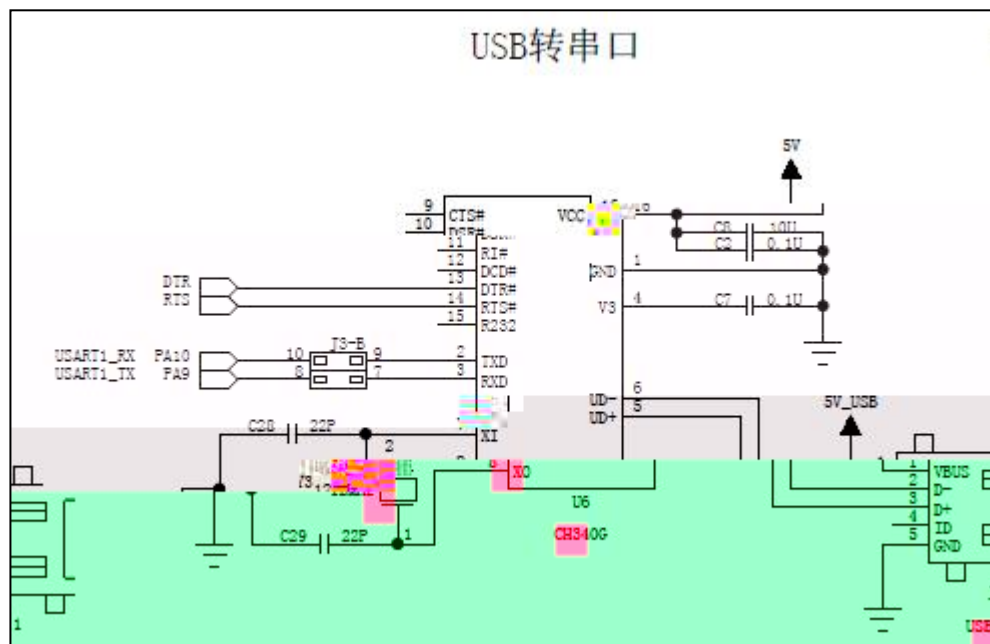 USB转串口
5V
9 CTS# VCC
10
11
12 RI#
13 DCD# GND 1
DTR DTR#
RTS 14 RTS# V3 4 C7 0.1U
15 R232
C2 0.1U
10U
USART1_RX PA10 10 J3-B 9 2 TXD
USART1_TX PA9 8 7 3 RXD
UD- 6
UD+ 5
5V_USB
C28 22P XI
2
XO
1 VBUS
2 D-
3 D+
4 ID
5 GND
U6
CH340G
C29 22P 1
1
USB